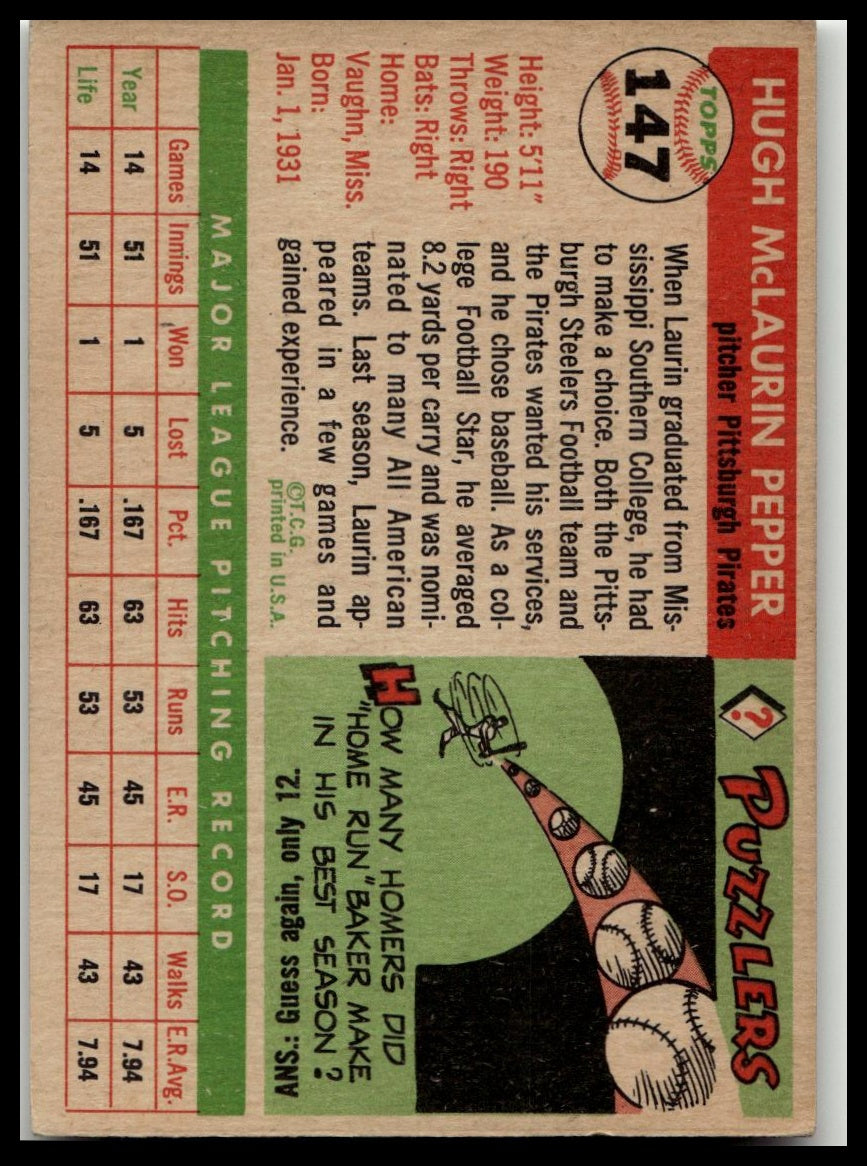 TOPPS
147
HUGH McLAURIN PEPPER
pitcher Pittsburgh Pirates
Height: 5'11"
Weight: 190
Throws: Right
Bats: Right
Home:
Vaughn, Miss.
Born:
Jan. 1, 1931
When Laurin graduated from Mis-
sissippi Southern College, he had
to make a choice. Both the Pitts-
burgh Steelers Football team and
the Pirates wanted his services,
and he chose baseball. As a col-
lege Football Star, he averaged
8.2 yards per carry and was nomi-
nated to many All American
teams. Last season, Laurin ap-
peared in a few games and
gained experience.
©T.C.G.
printed in U.S.A.
? PUZZLERS
HOW MANY HOMERS DID
"HOME RUN" BAKER MAKE
IN HIS BEST SEASON?
ANS.: Guess again, only 12.
MAJOR LEAGUE PITCHING RECORD
Games Innings Won Lost Pct. Hits Runs E.R. S.O. Walks E.R.Avg.
Year 14 51 1 5 .167 63 53 45 17 43 7.94
Life 14 51 1 5 .167 63 53 45 17 43 7.94